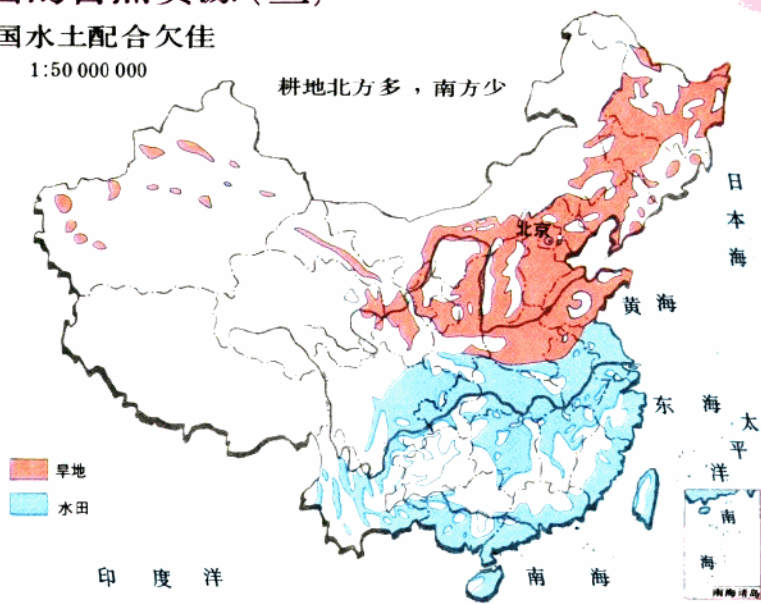 国水土配合欠佳
1:50 000 000
耕地北方多，南方少
北京
日本海
黄海
东海
太平洋
旱地
水田
印度洋
南海
南海
南海诸岛